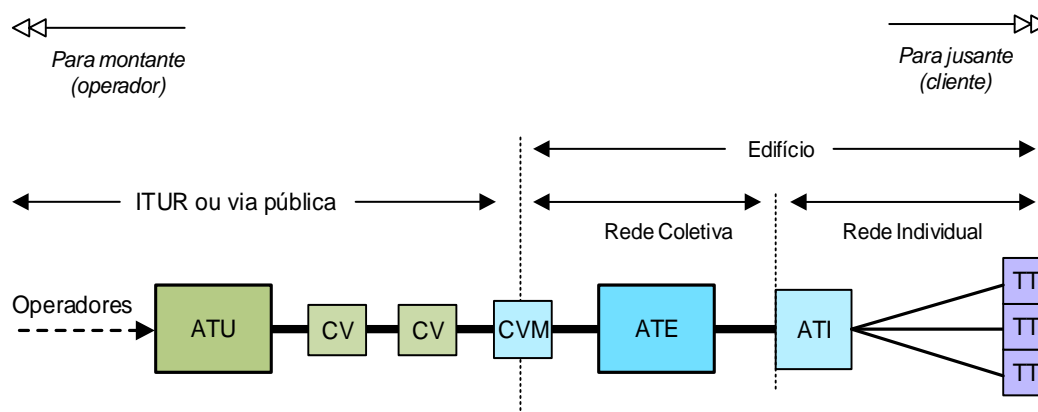 Para montante
(operador)
Para jusante
(cliente)
Edifício
ITUR ou via pública
Rede Coletiva
Rede Individual
Operadores
ATU
CV
CV
CVM
ATE
ATI
TT
TT
TT